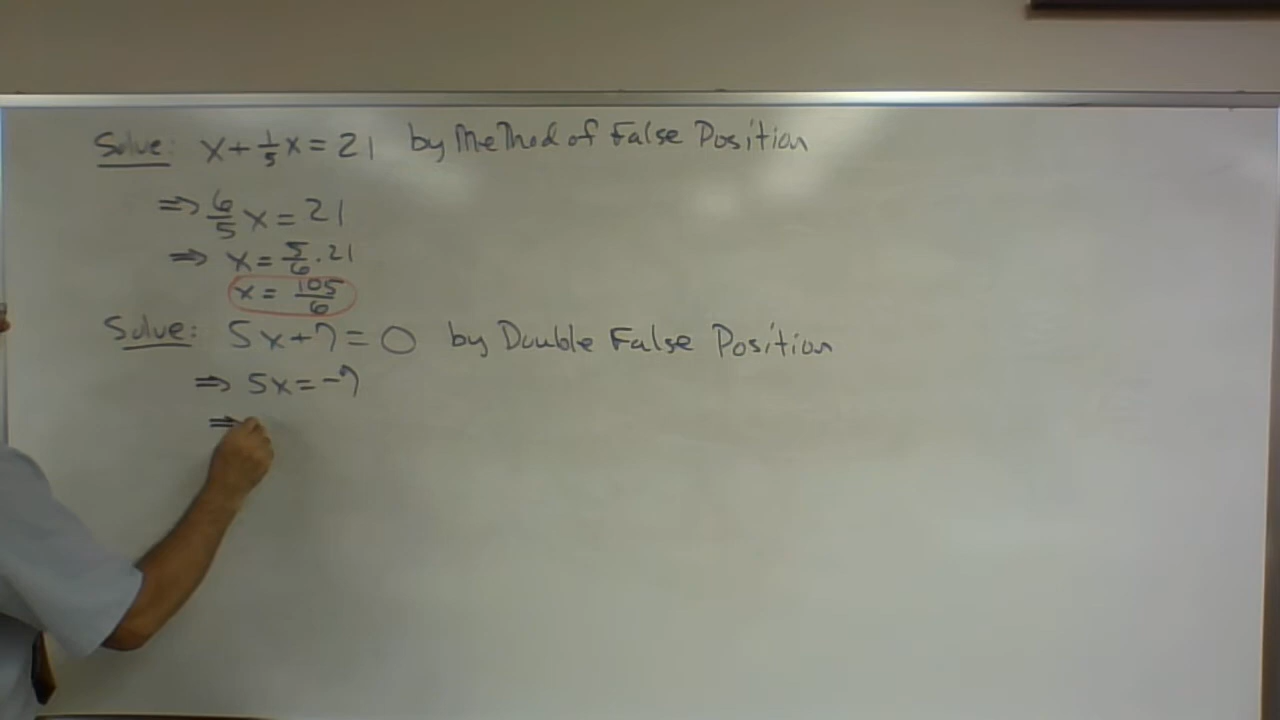 Solve: x + 1/5 x = 21 by Method of False Position
⇒ 6/5 x = 21
⇒ x = 5/6 · 21
x = 105/6
Solve: 5x + 7 = 0 by Double False Position
⇒ 5x = -7
⇒